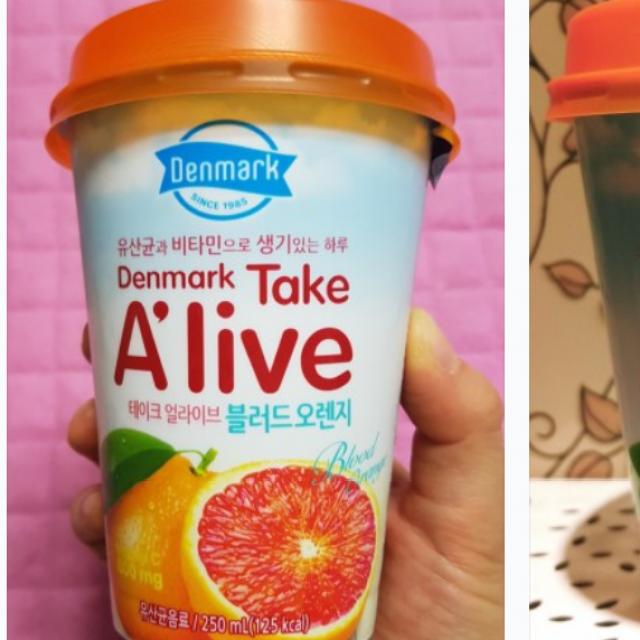 Denmark
SINCE 1985
유산균과 비타민으로 생기있는 하루
Denmark Take
A'live
테이크 얼라이브 블러드오렌지
Blood
Orange
유산균음료 / 250 mL(125 kcal)